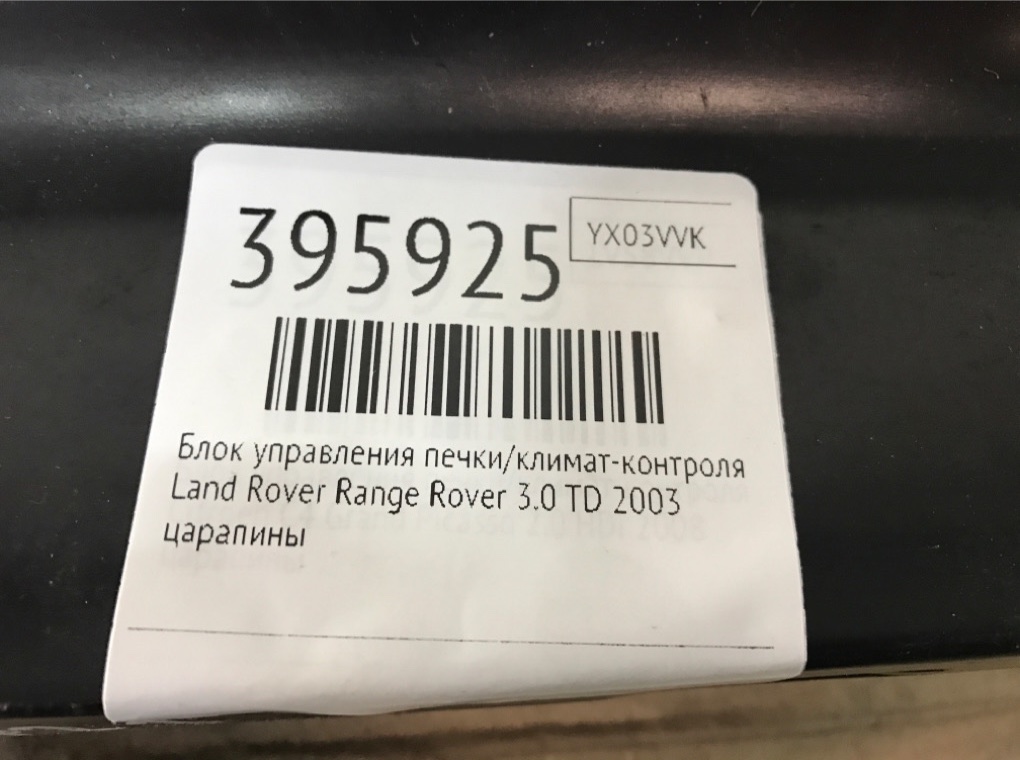 395925
YX03VVK
Блок управления печки/климат-контроля
Land Rover Range Rover 3.0 TD 2003
царапины